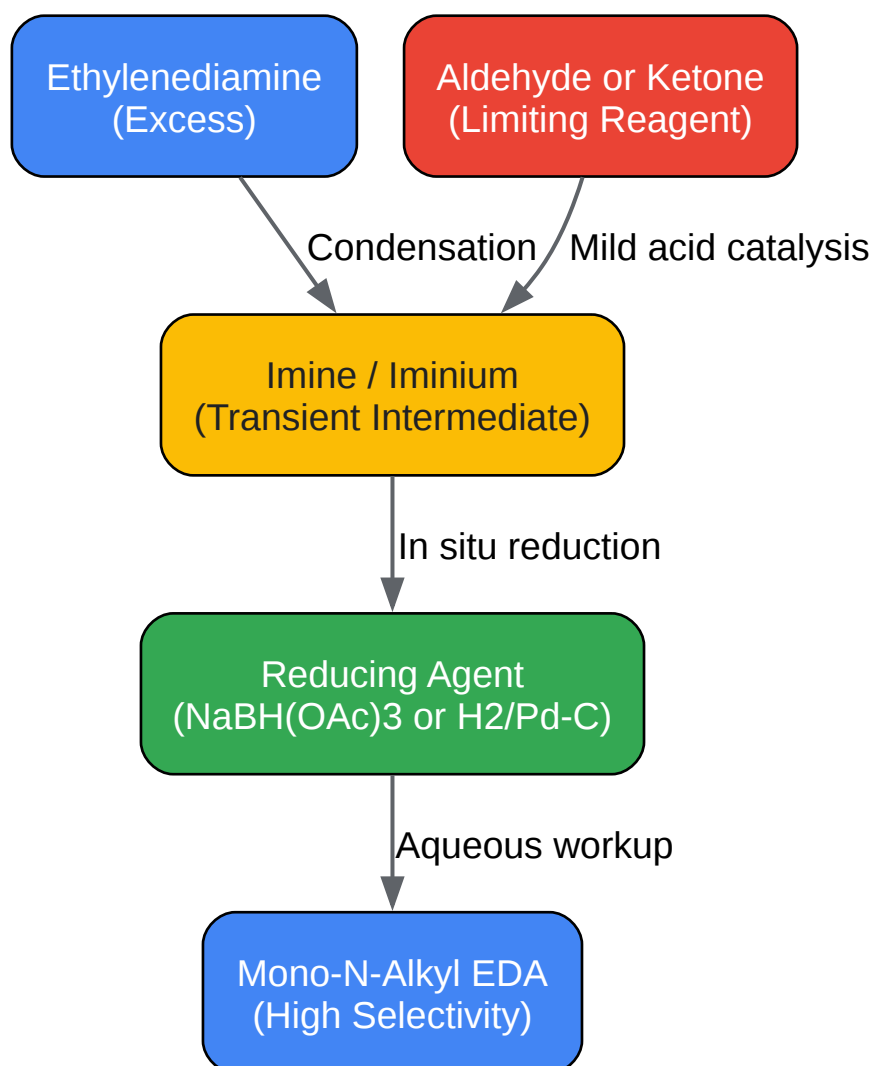 Ethylenediamine
(Excess)
Aldehyde or Ketone
(Limiting Reagent)
Condensation
Mild acid catalysis
Imine / Iminium
(Transient Intermediate)
In situ reduction
Reducing Agent
(NaBH(OAc)3 or H2/Pd-C)
Aqueous workup
Mono-N-Alkyl EDA
(High Selectivity)